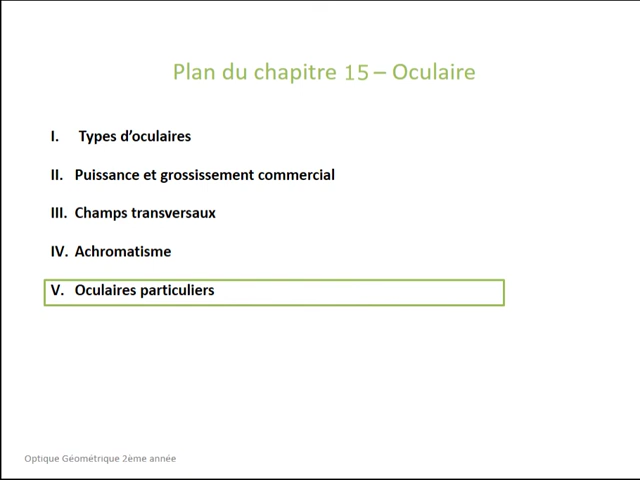 Plan du chapitre 15 – Oculaire
I. Types d’oculaires
II. Puissance et grossissement commercial
III. Champs transversaux
IV. Achromatisme
V. Oculaires particuliers
Optique Géométrique 2ème année